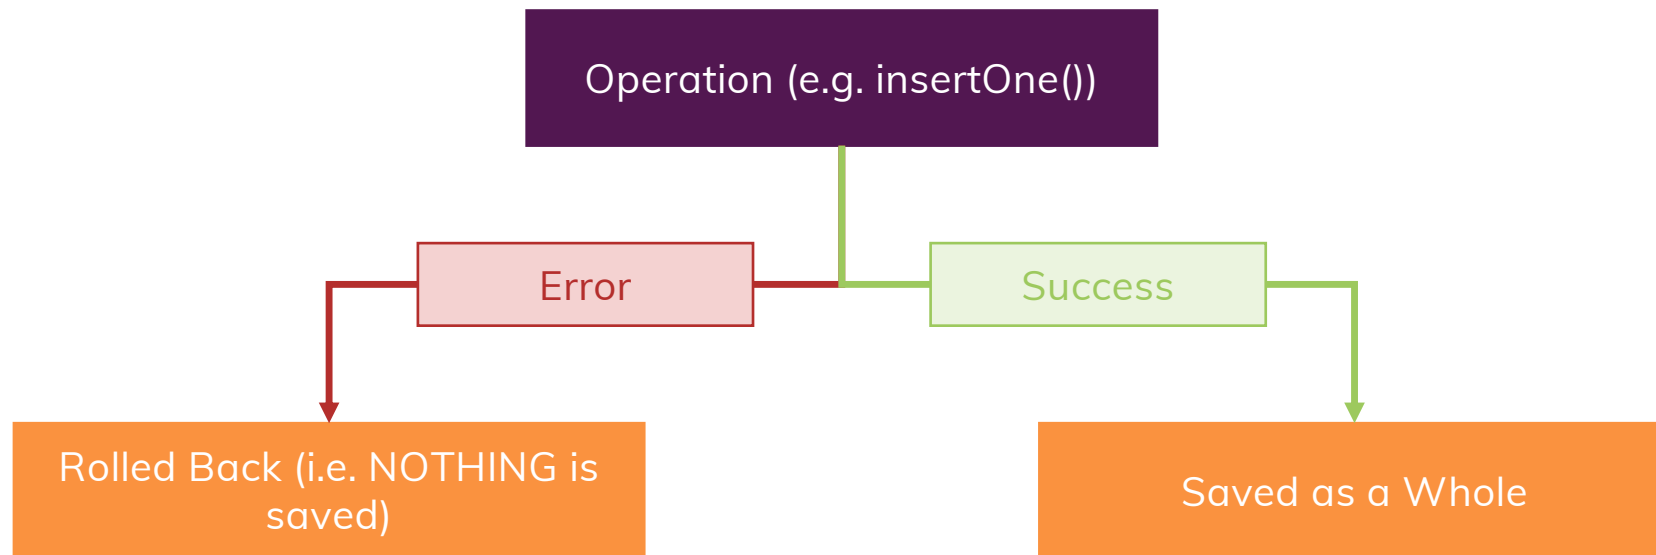 Operation (e.g. insertOne())
Error
Success
Rolled Back (i.e. NOTHING is
saved)
Saved as a Whole